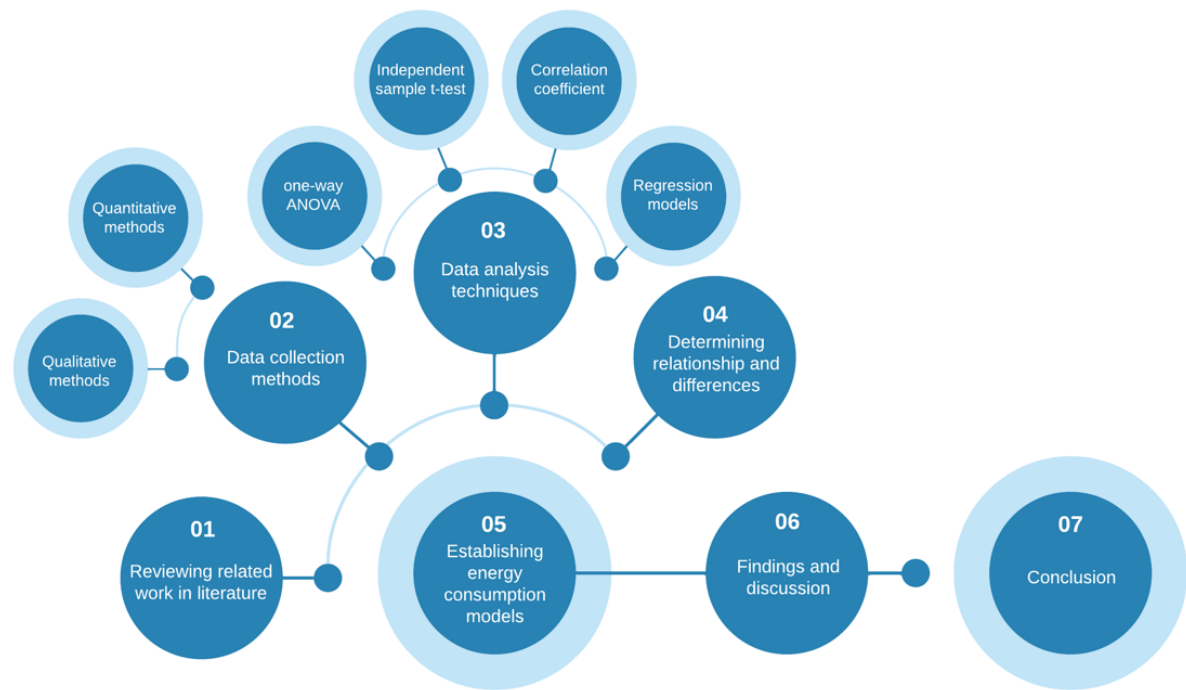 01
Reviewing related
work in literature
02
Data collection
methods
Qualitative
methods
Quantitative
methods
03
Data analysis
techniques
one-way
ANOVA
Independent
sample t-test
Correlation
coefficient
Regression
models
04
Determining
relationship and
differences
05
Establishing
energy
consumption
models
06
Findings and
discussion
07
Conclusion